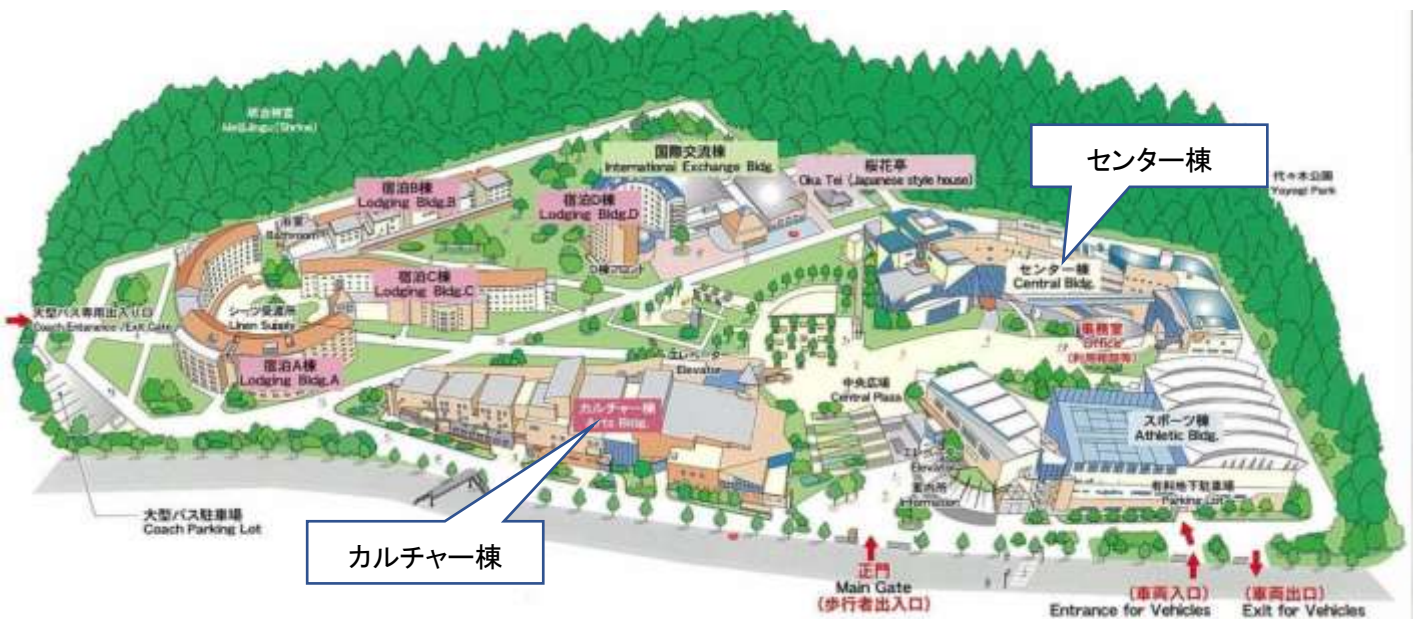 Meiji Jingu (Shrine)
国際交流棟
International Exchange Bldg.
桜花亭
Oka Tei (Japanese style house)
センター棟
代々木公園
Yoyogi Park
宿泊B棟
Lodging Bldg.B
宿泊D棟
Lodging Bldg.D
浴室
Bathroom
D棟フロント
宿泊C棟
Lodging Bldg.C
センター棟
Central Bldg.
大型バス専用出入り口
Coach Entrance/Exit Gate
シーツ受渡所
Linen Supply
事務室
Office
宿泊A棟
Lodging Bldg.A
エレベータ
Elevator
中央広場
Central Plaza
カルチャー棟
Arts Bldg.
スポーツ棟
Athletic Bldg.
エレベータ
Elevator
案内所
Information
有料地下駐車場
Parking Lot
大型バス駐車場
Coach Parking Lot
カルチャー棟
正門
Main Gate
(歩行者出入口)
(車両入口)
Entrance for Vehicles
(車両出口)
Exit for Vehicles